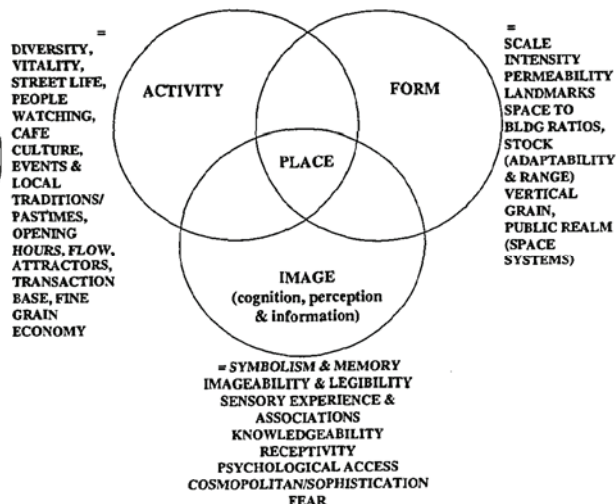 =
DIVERSITY,
VITALITY,
STREET LIFE,
PEOPLE
WATCHING,
CAFE
CULTURE,
EVENTS &
LOCAL
TRADITIONS/
PASTIMES,
OPENING
HOURS, FLOW,
ATTRACTORS,
TRANSACTION
BASE, FINE
GRAIN
ECONOMY
ACTIVITY
FORM
PLACE
IMAGE
(cognition, perception
& information)
=
SCALE
INTENSITY
PERMEABILITY
LANDMARKS
SPACE TO
BLDG RATIOS,
STOCK
(ADAPTABILITY
& RANGE)
VERTICAL
GRAIN,
PUBLIC REALM
(SPACE
SYSTEMS)
= SYMBOLISM & MEMORY
IMAGEABILITY & LEGIBILITY
SENSORY EXPERIENCE &
ASSOCIATIONS
KNOWLEDGEABILITY
RECEPTIVITY
PSYCHOLOGICAL ACCESS
COSMOPOLITAN/SOPHISTICATION
FEAR